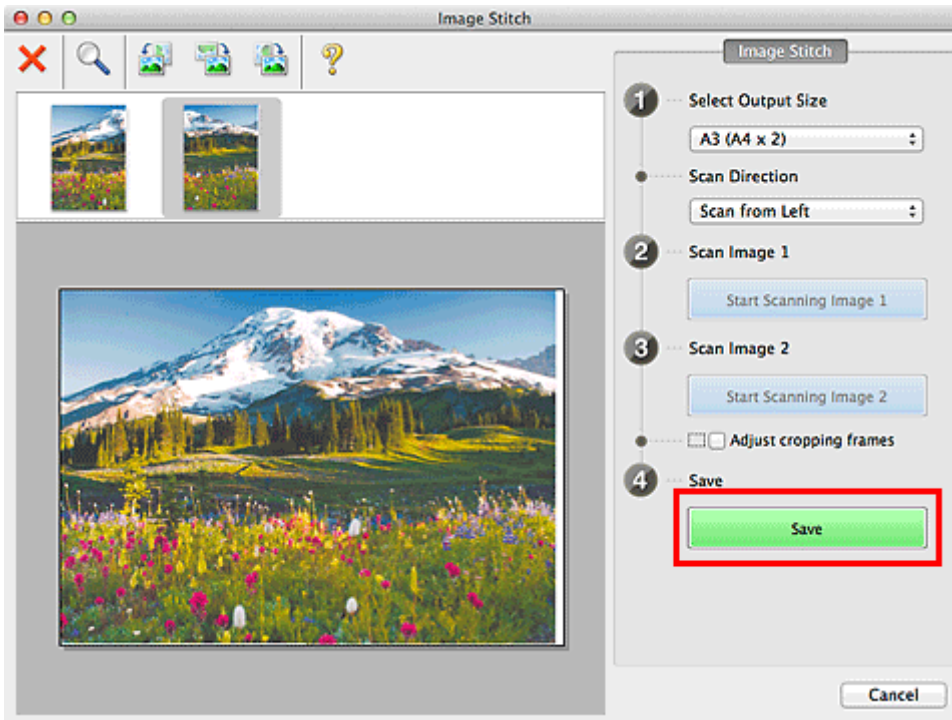 Image Stitch
?
Image Stitch
1 Select Output Size
A3 (A4 x 2)
Scan Direction
Scan from Left
2 Scan Image 1
Start Scanning Image 1
3 Scan Image 2
Start Scanning Image 2
Adjust cropping frames
4 Save
Save
Cancel